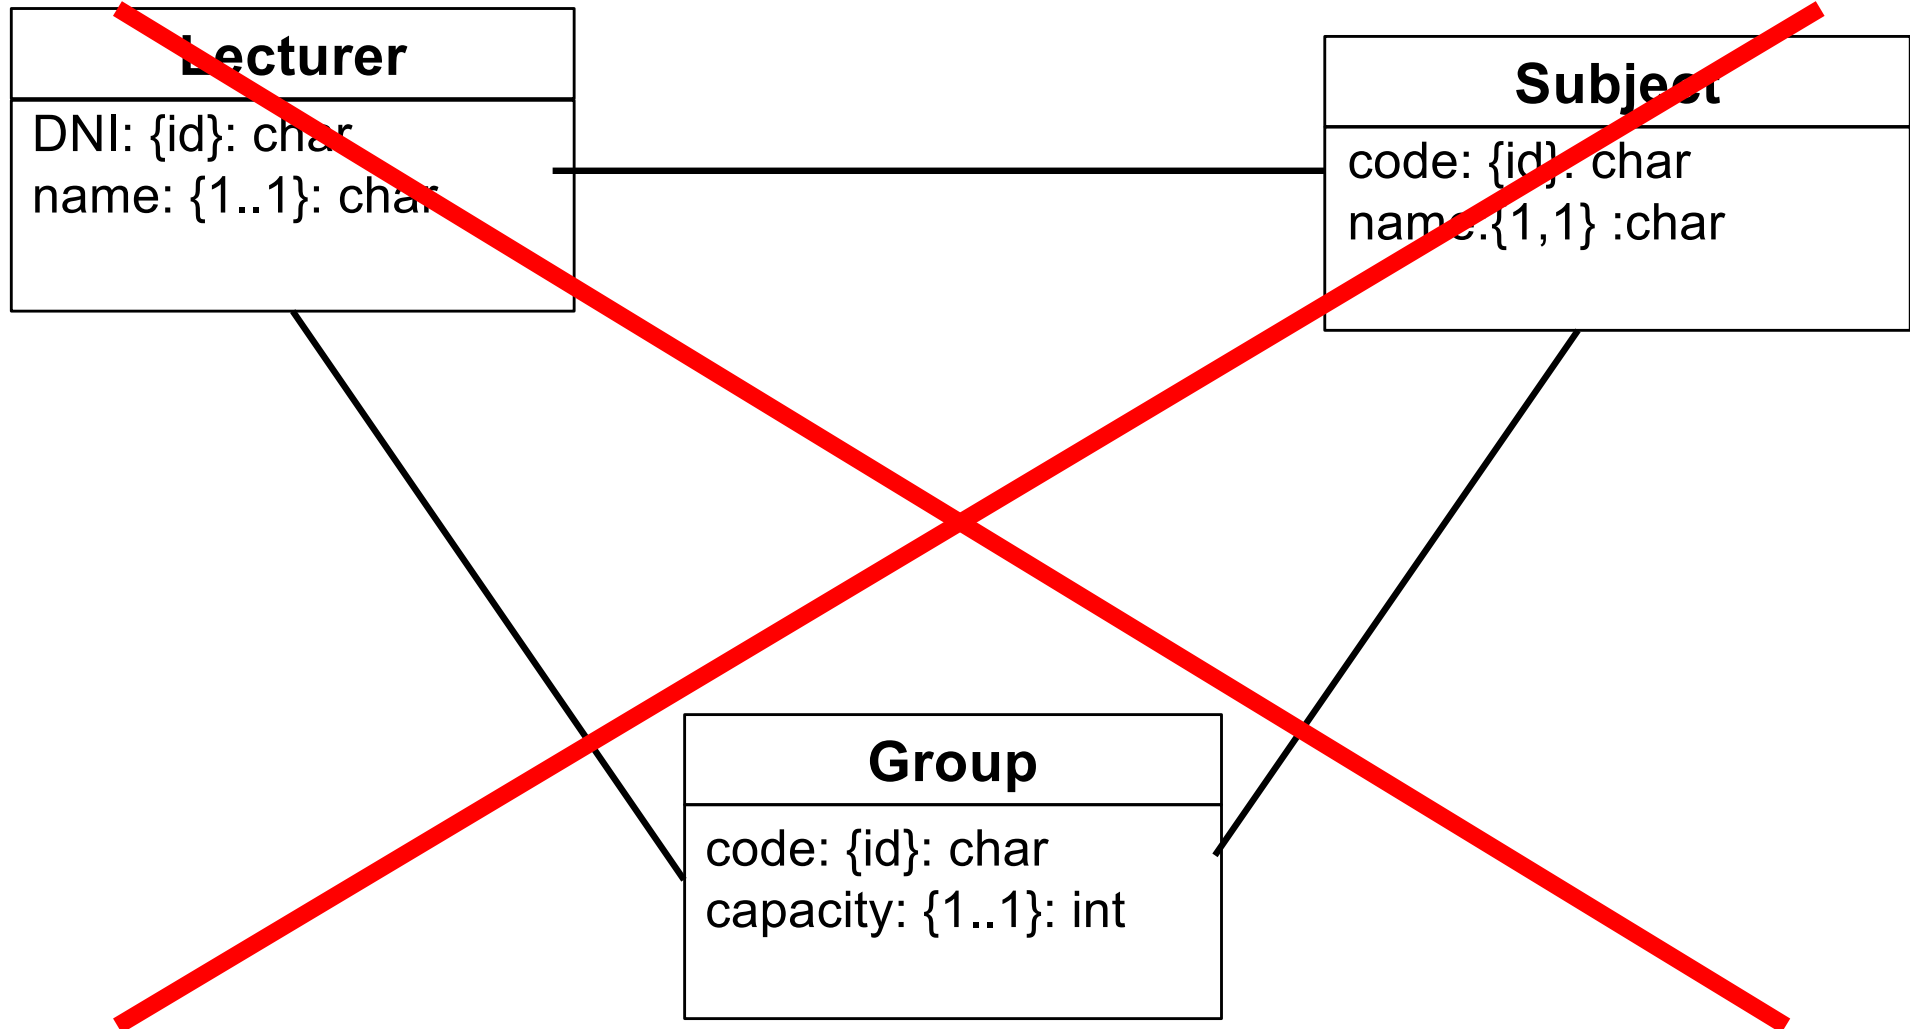 Lecturer
DNI: {id}: char
name: {1..1}: char
Subject
code: {id}: char
name:{1,1} :char
Group
code: {id}: char
capacity: {1..1}: int